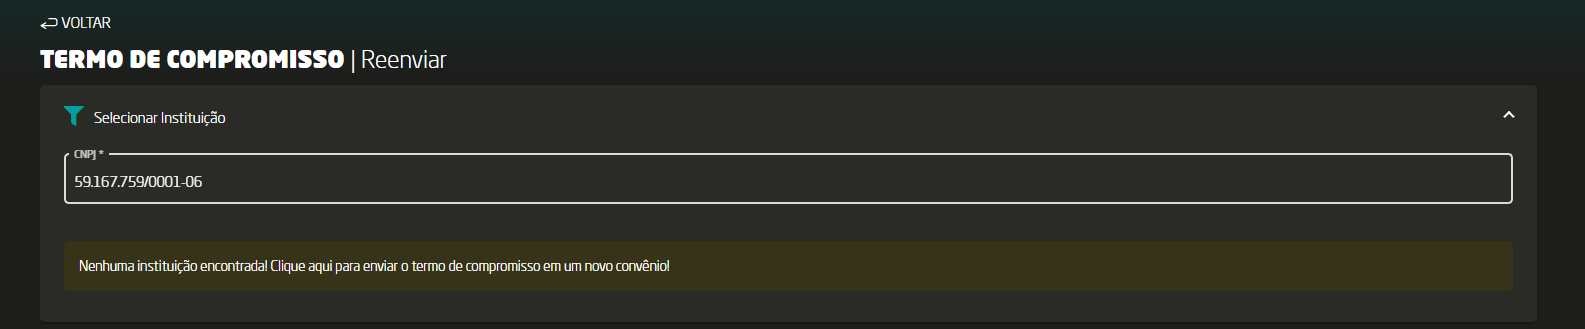 VOLTAR
TERMO DE COMPROMISSO | Reenviar
Selecionar Instituição
CNPJ *
59.167.759/0001-06
Nenhuma instituição encontrada! Clique aqui para enviar o termo de compromisso em um novo convênio!